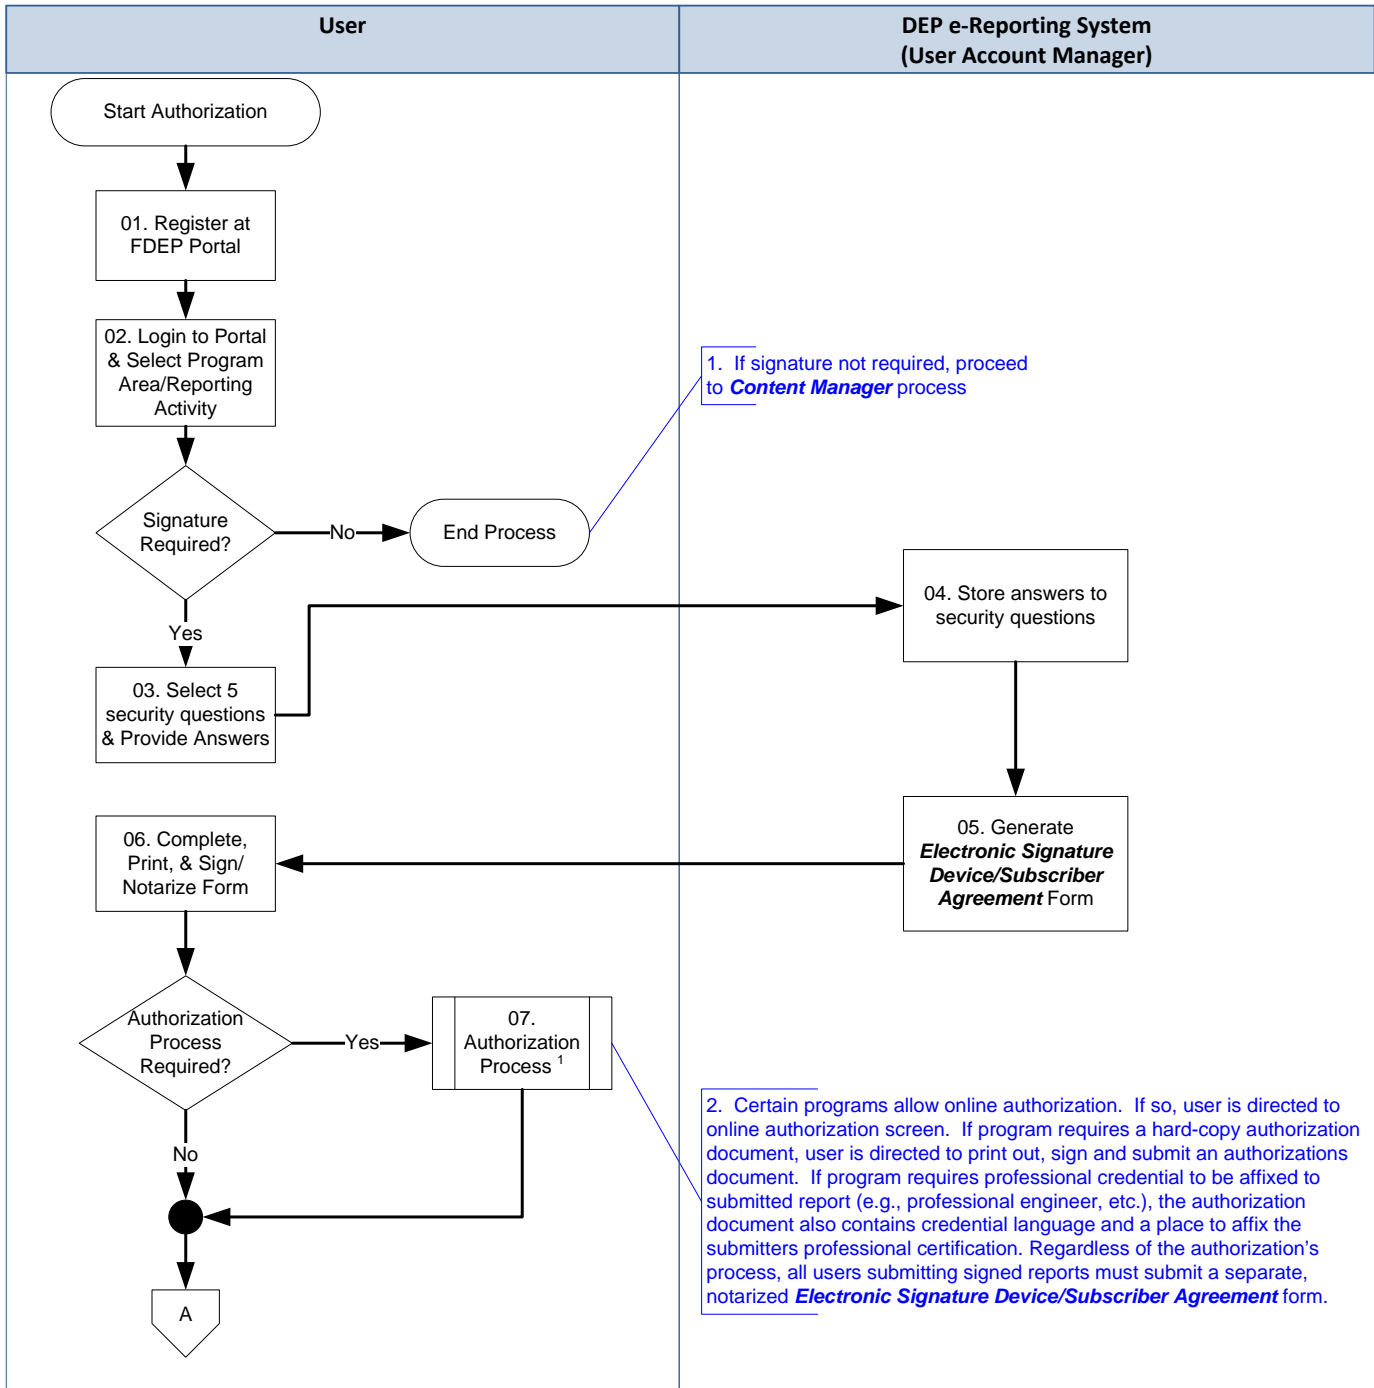 User
DEP e-Reporting System
(User Account Manager)
Start Authorization
01. Register at
FDEP Portal
02. Login to Portal
& Select Program
Area/Reporting
Activity
1.  If signature not required, proceed
to Content Manager process
Signature
Required?
No
End Process
Yes
03. Select 5
security questions
& Provide Answers
04. Store answers to
security questions
05. Generate
Electronic Signature
Device/Subscriber
Agreement Form
06. Complete,
Print, & Sign/
Notarize Form
Authorization
Process
Required?
Yes
07.
Authorization
Process 1
No
2.  Certain programs allow online authorization.  If so, user is directed to
online authorization screen.  If program requires a hard-copy authorization
document, user is directed to print out, sign and submit an authorizations
document.  If program requires professional credential to be affixed to
submitted report (e.g., professional engineer, etc.), the authorization
document also contains credential language and a place to affix the
submitters professional certification. Regardless of the authorization's
process, all users submitting signed reports must submit a separate,
notarized Electronic Signature Device/Subscriber Agreement form.
A